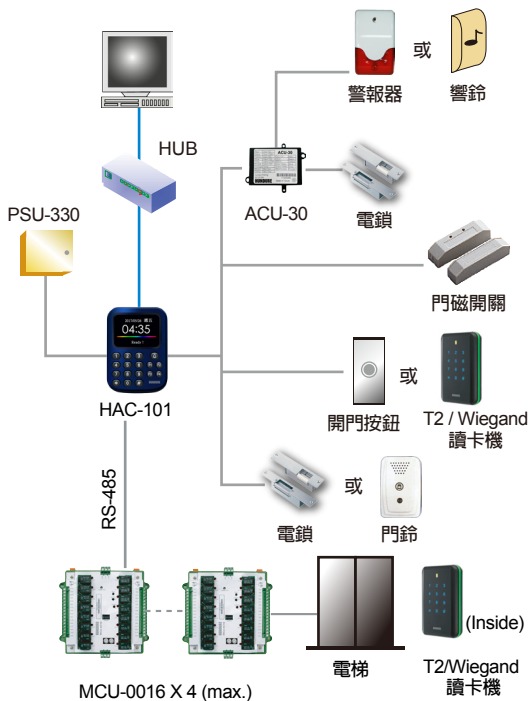 警報器
或
響鈴
HUB
ACU-30
ACU-30
電鎖
PSU-330
門磁開關
04:35
HAC-101
開門按鈕
或
T2 / Wiegand
讀卡機
RS-485
電鎖
或
門鈴
MCU-0016 X 4 (max.)
電梯
(Inside)
T2/Wiegand
讀卡機